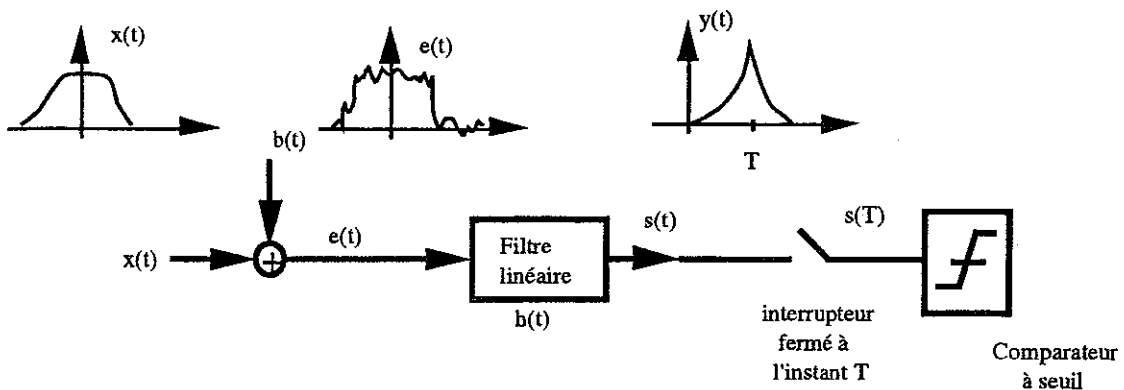 x(t)
e(t)
y(t)
T
b(t)
x(t)
e(t)
Filtre
linéaire
b(t)
s(t)
s(T)
interrupteur
fermé à
l'instant T
Comparateur
à seuil